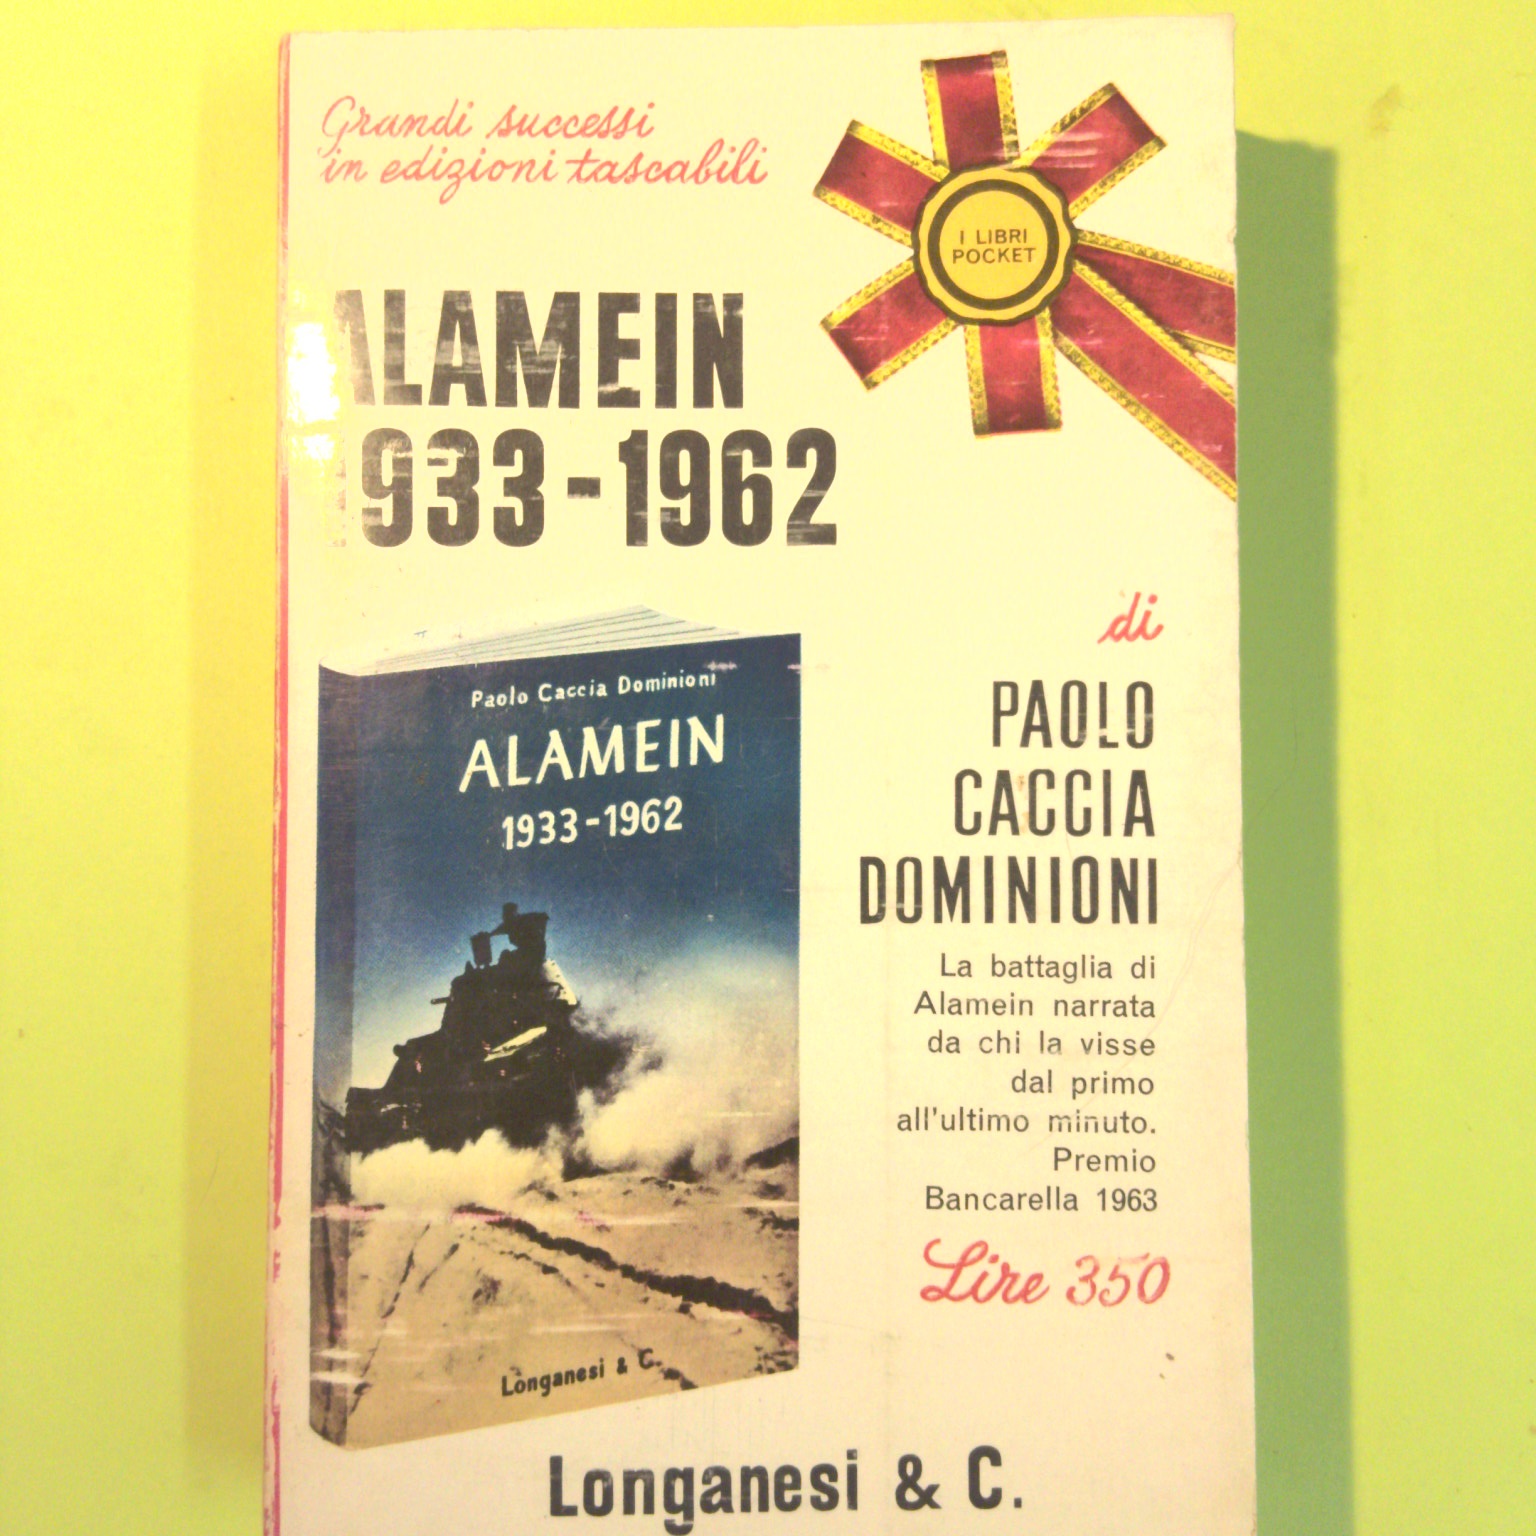 Grandi successi
in edizioni tascabili
I LIBRI
POCKET
ALAMEIN
1933-1962
Paolo Caccia Dominioni
ALAMEIN
1933-1962
Longanesi & C.
di
PAOLO
CACCIA
DOMINIONI
La battaglia di
Alamein narrata
da chi la visse
dal primo
all'ultimo minuto.
Premio
Bancarella 1963
Lire 350
Longanesi & C.